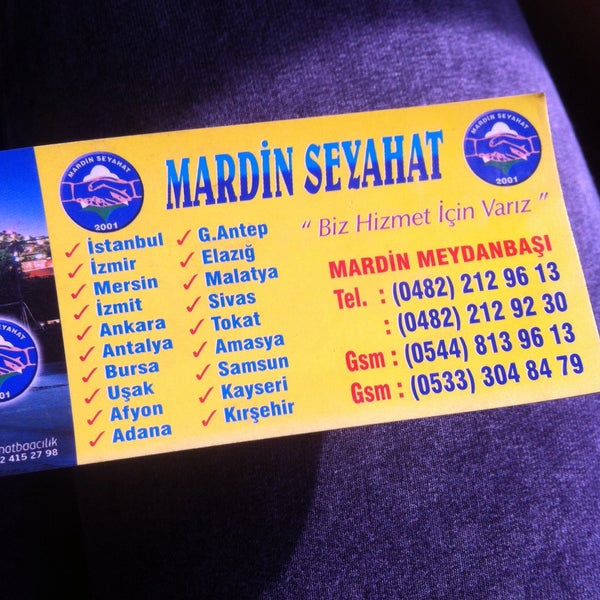 MARDİN SEYAHAT
MARDİN SEYAHAT
2001
MARDİN SEYAHAT
2001
" Biz Hizmet İçin Varız "
İstanbul
İzmir
Mersin
İzmit
Ankara
Antalya
Bursa
Uşak
Afyon
Adana
G.Antep
Elazığ
Malatya
Sivas
Tokat
Amasya
Samsun
Kayseri
Kırşehir
MARDİN MEYDANBAŞI
Tel. : (0482) 212 96 13
: (0482) 212 92 30
Gsm : (0544) 813 96 13
Gsm : (0533) 304 84 79
SEYAHAT
001
matbaacılık
2 415 27 98